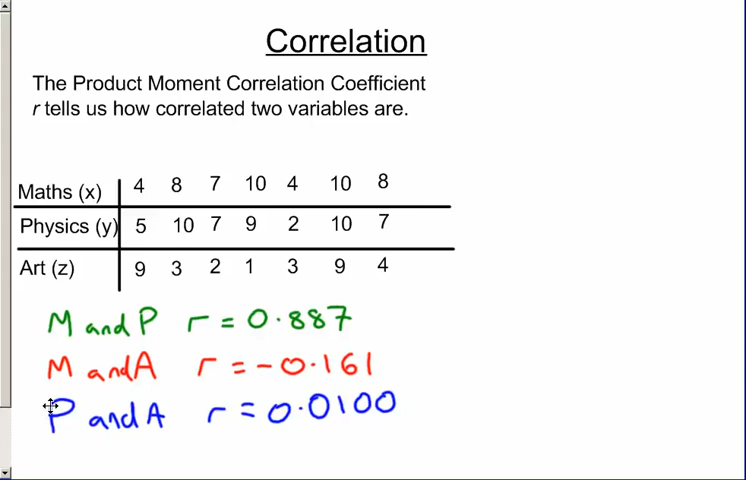 Correlation
The Product Moment Correlation Coefficient
r tells us how correlated two variables are.
Maths (x) 4 8 7 10 4 10 8
Physics (y) 5 10 7 9 2 10 7
Art (z) 9 3 2 1 3 9 4
M and P r = 0.887
M and A r = -0.161
P and A r = 0.0100